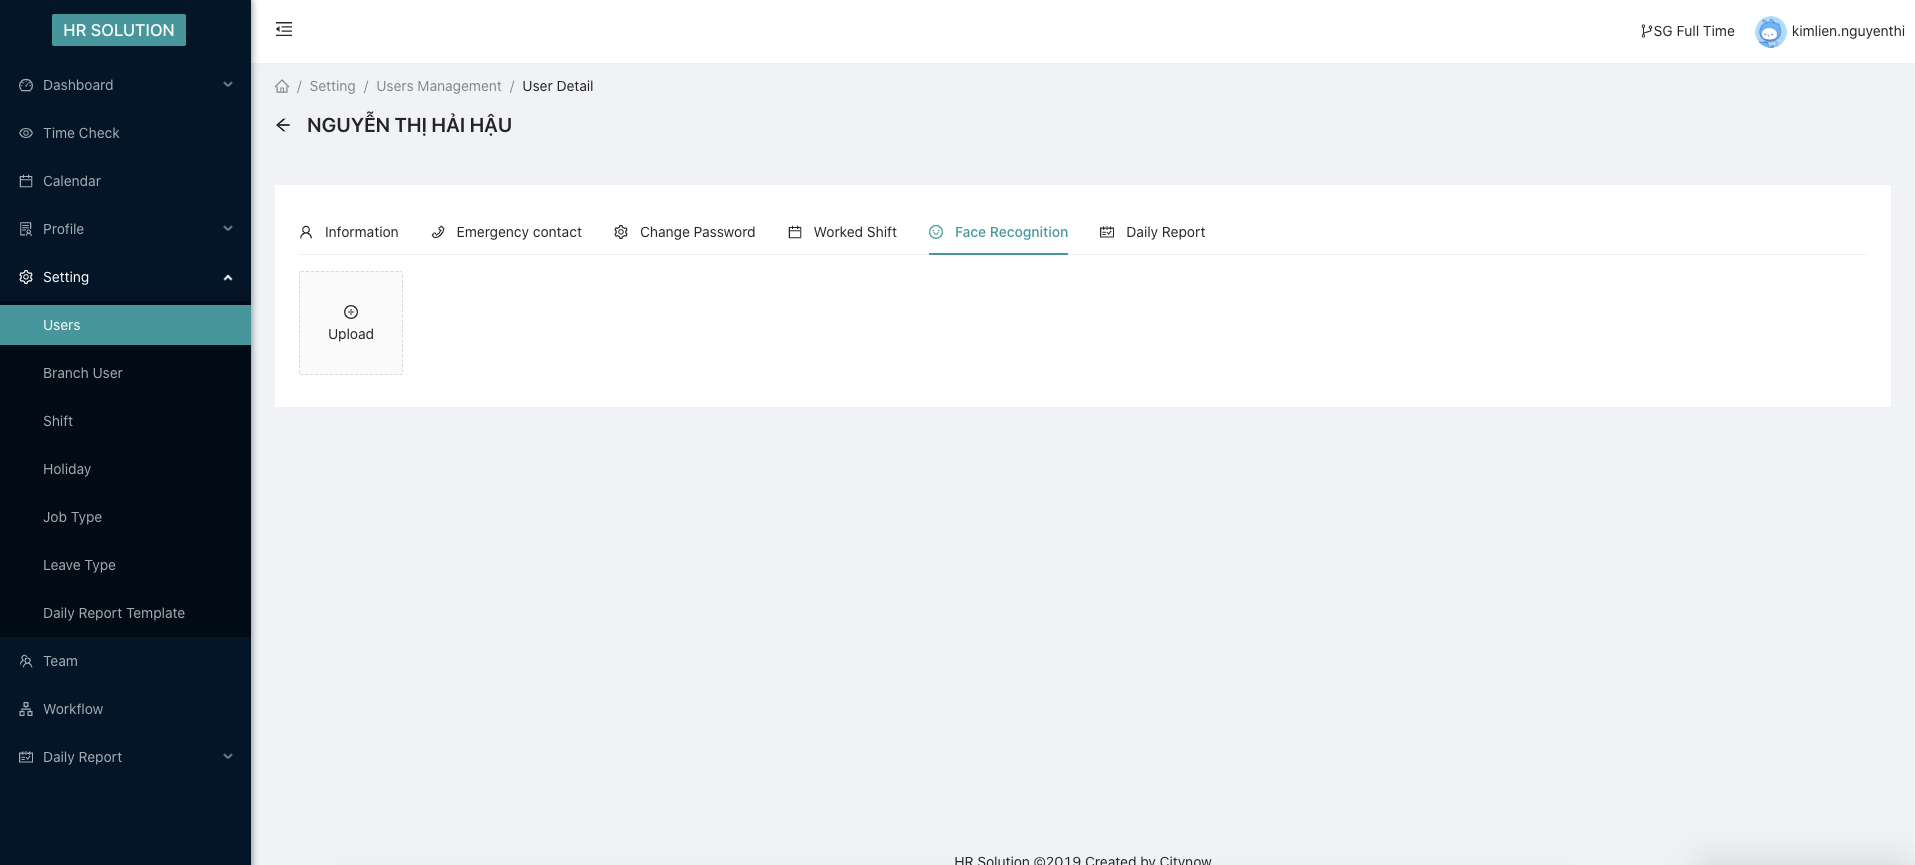 HR SOLUTION
SG Full Time
kimlien.nguyenthi
Dashboard
Time Check
Calendar
Profile
Setting
Users
Branch User
Shift
Holiday
Job Type
Leave Type
Daily Report Template
Team
Workflow
Daily Report
/ Setting / Users Management / User Detail
NGUYỄN THỊ HẢI HẬU
Information Emergency contact Change Password Worked Shift Face Recognition Daily Report
Upload
HR Solution ©2019 Created by Citynow